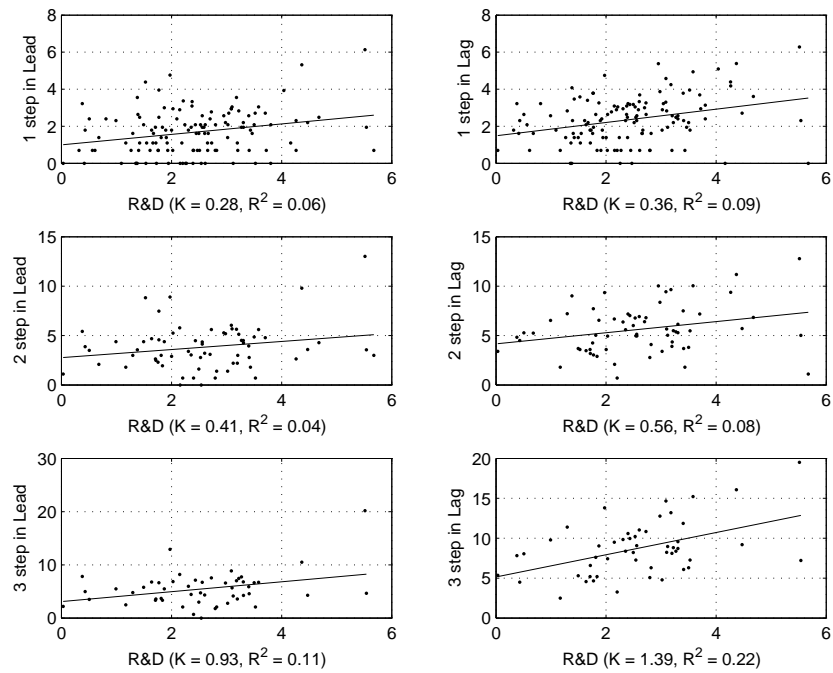 8
6
4
2
0
1 step in Lead
0 2 4 6
R&D (K = 0.28, R² = 0.06)
8
6
4
2
0
1 step in Lag
0 2 4 6
R&D (K = 0.36, R² = 0.09)
15
10
5
0
2 step in Lead
0 2 4 6
R&D (K = 0.41, R² = 0.04)
15
10
5
0
2 step in Lag
0 2 4 6
R&D (K = 0.56, R² = 0.08)
30
20
10
0
3 step in Lead
0 2 4 6
R&D (K = 0.93, R² = 0.11)
20
15
10
5
0
3 step in Lag
0 2 4 6
R&D (K = 1.39, R² = 0.22)